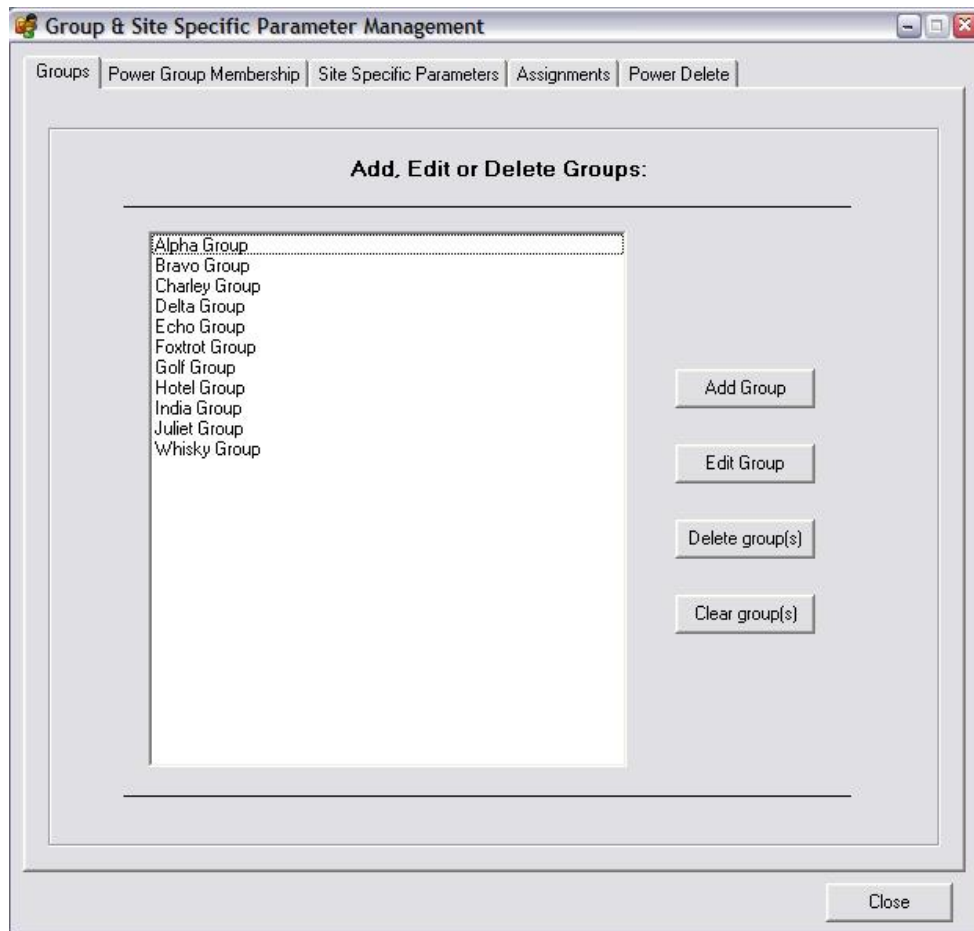 Group & Site Specific Parameter Management
Groups Power Group Membership Site Specific Parameters Assignments Power Delete
Add, Edit or Delete Groups:
Alpha Group
Bravo Group
Charley Group
Delta Group
Echo Group
Foxtrot Group
Golf Group
Hotel Group
India Group
Juliet Group
Whisky Group
Add Group
Edit Group
Delete group(s)
Clear group(s)
Close